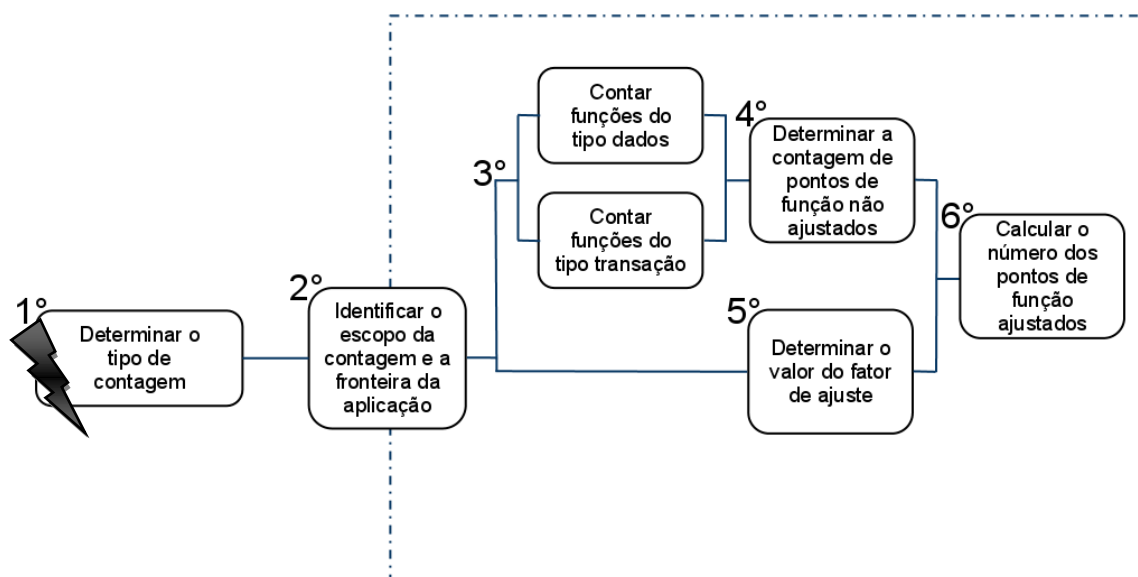 1°
Determinar o
tipo de
contagem
2°
Identificar o
escopo da
contagem e a
fronteira da
aplicação
3°
Contar
funções do
tipo dados
Contar
funções do
tipo transação
4°
Determinar a
contagem de
pontos de
função não
ajustados
5°
Determinar o
valor do fator
de ajuste
6°
Calcular o
número dos
pontos de
função
ajustados